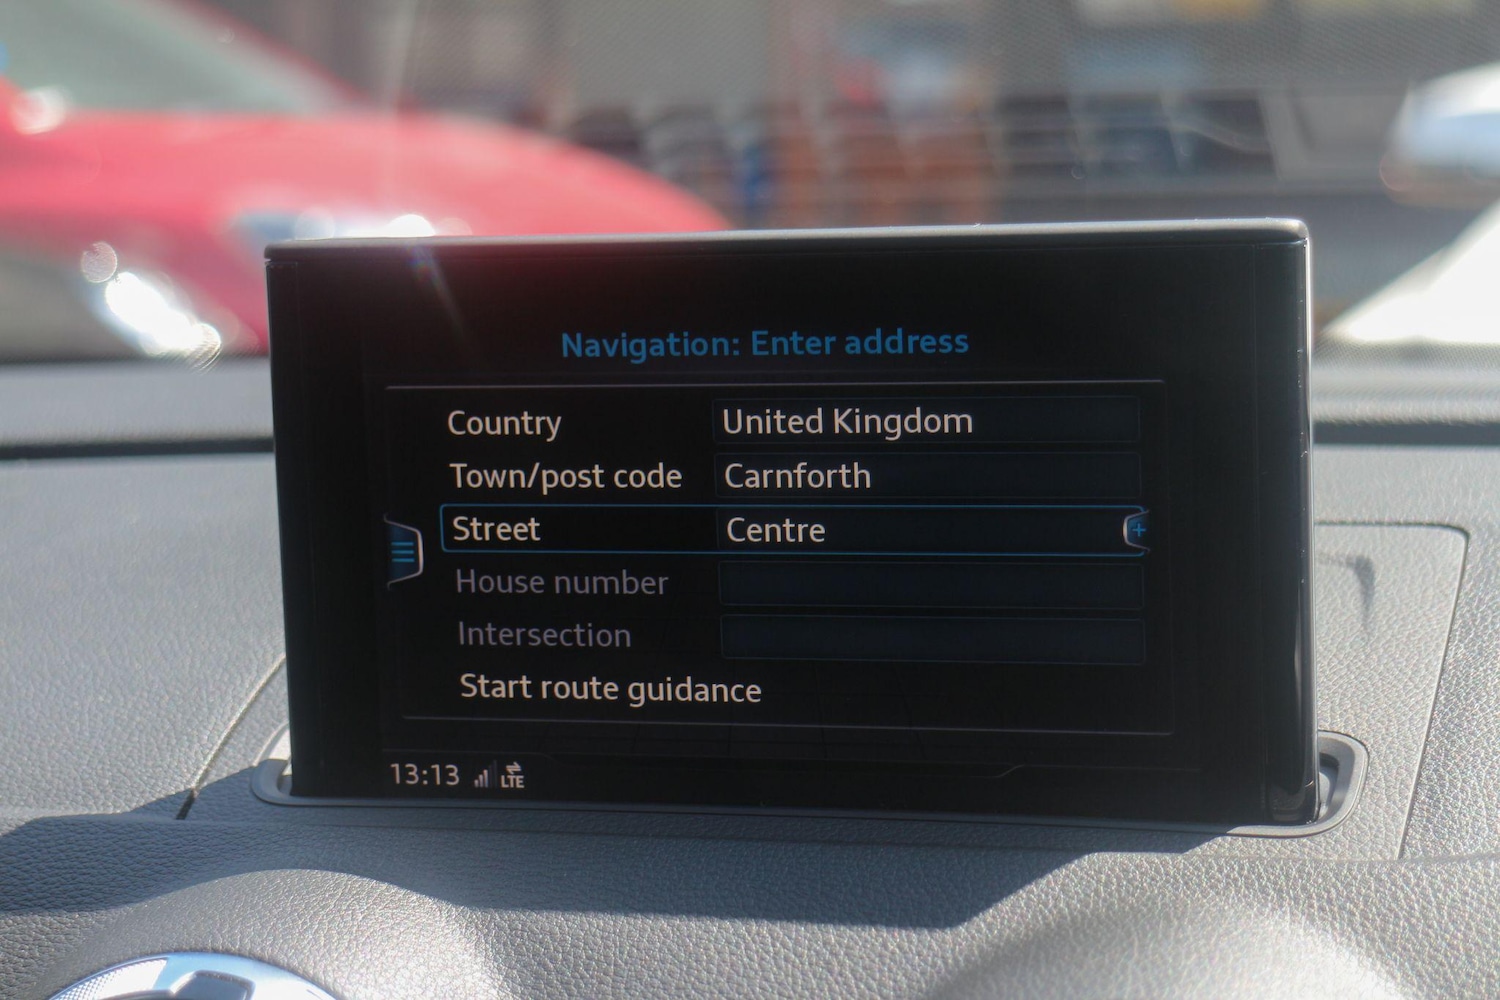 Navigation: Enter address
Country United Kingdom
Town/post code Carnforth
Street Centre
House number
Intersection
Start route guidance
13:13 LTE